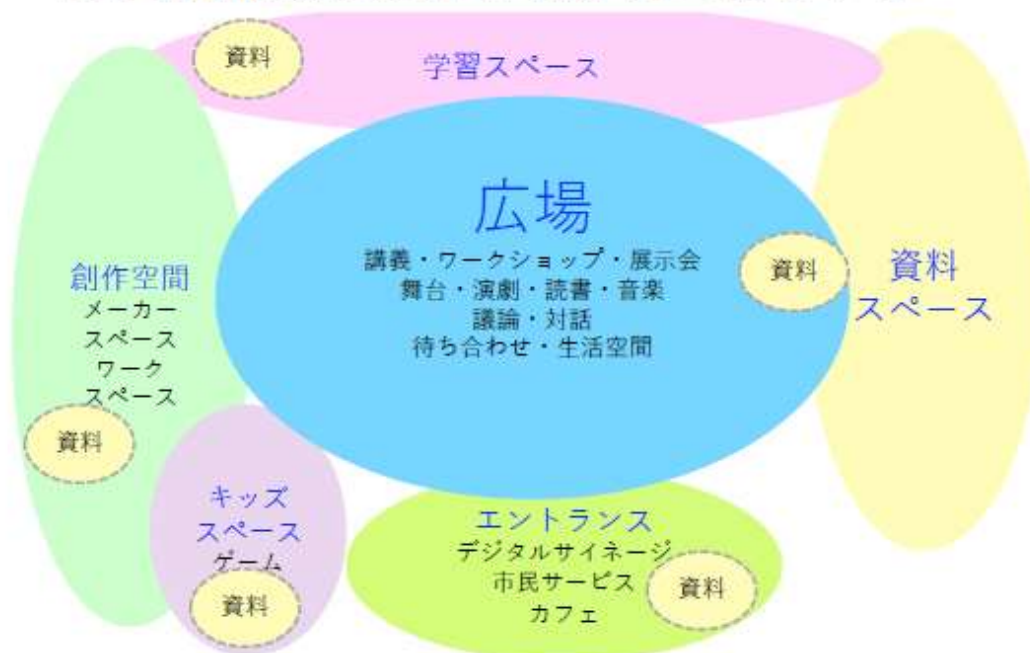 資料
学習スペース
広場
講義・ワークショップ・展示会
舞台・演劇・読書・音楽
議論・対話
待ち合わせ・生活空間
資料
資料
スペース
創作空間
メーカー
スペース
ワーク
スペース
資料
キッズ
スペース
ゲーム
資料
エントランス
デジタルサイネージ
市民サービス
カフェ
資料